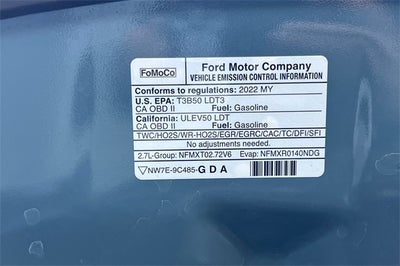 FoMoCo
Ford Motor Company
VEHICLE EMISSION CONTROL INFORMATION
Conforms to regulations: 2022 MY
U.S. EPA: T3B50 LDT3
CA OBD II Fuel: Gasoline
California: ULEV50 LDT
CA OBD II Fuel: Gasoline
TWC/HO2S/WR-HO2S/EGR/EGRC/CAC/TC/DFI/SFI
No adjustments needed.
2.7L-Group: NFMXT02.72V6 Evap: NFMXR0140NDG
NW7E-9C485-GDA